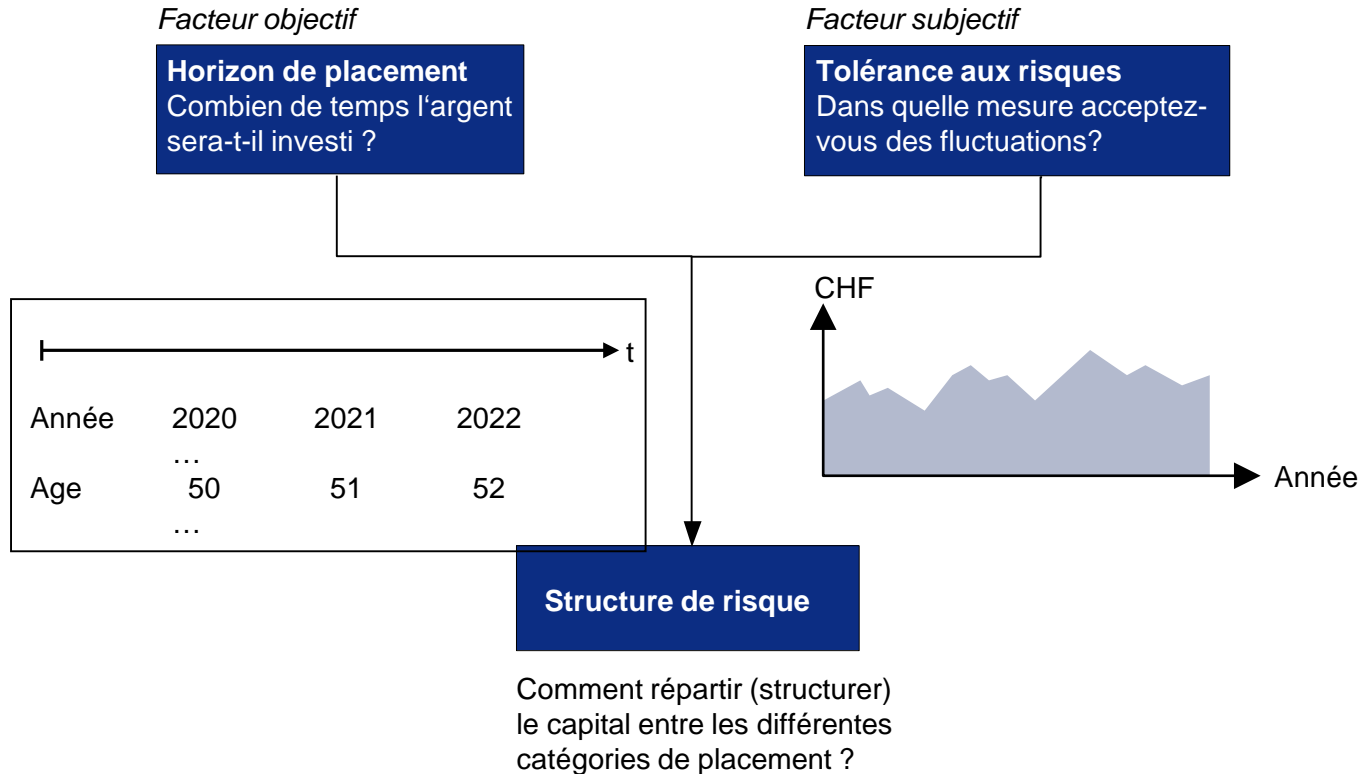 Facteur objectif
Horizon de placement
Combien de temps l‘argent
sera-t-il investi ?
Facteur subjectif
Tolérance aux risques
Dans quelle mesure acceptez-
vous des fluctuations?
t
Année 2020 2021 2022
…
Age 50 51 52
…
CHF
Année
Structure de risque
Comment répartir (structurer)
le capital entre les différentes
catégories de placement ?